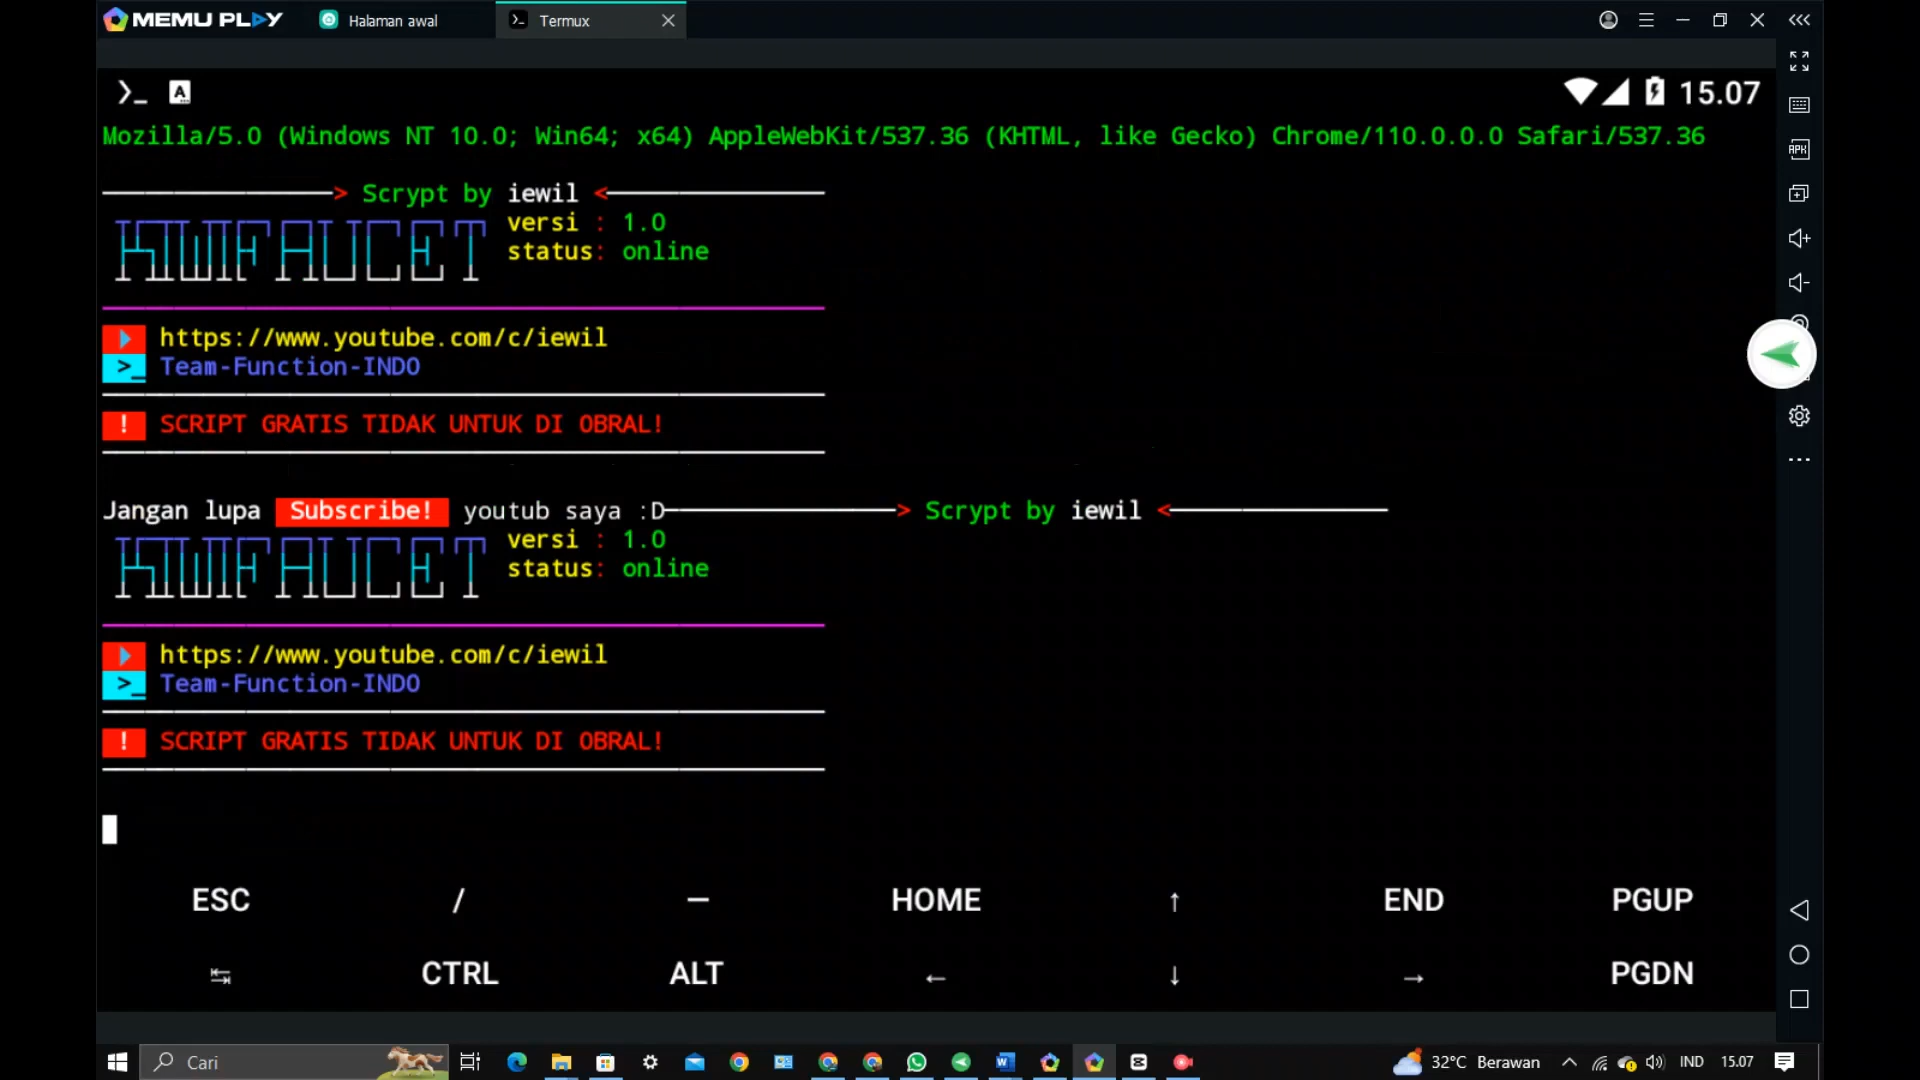 MEMU PLAY
Halaman awal
Termux
15.07
Mozilla/5.0 (Windows NT 10.0; Win64; x64) AppleWebKit/537.36 (KHTML, like Gecko) Chrome/110.0.0.0 Safari/537.36
> Scrypt by iewil <
versi : 1.0
status: online
https://www.youtube.com/c/iewil
>_ Team-Function-INDO
! SCRIPT GRATIS TIDAK UNTUK DI OBRAL!
Jangan lupa Subscribe! youtub saya :D > Scrypt by iewil <
versi : 1.0
status: online
https://www.youtube.com/c/iewil
>_ Team-Function-INDO
! SCRIPT GRATIS TIDAK UNTUK DI OBRAL!
ESC / — HOME ↑ END PGUP
↹ CTRL ALT ← ↓ → PGDN
Cari
32°C Berawan
IND
15.07